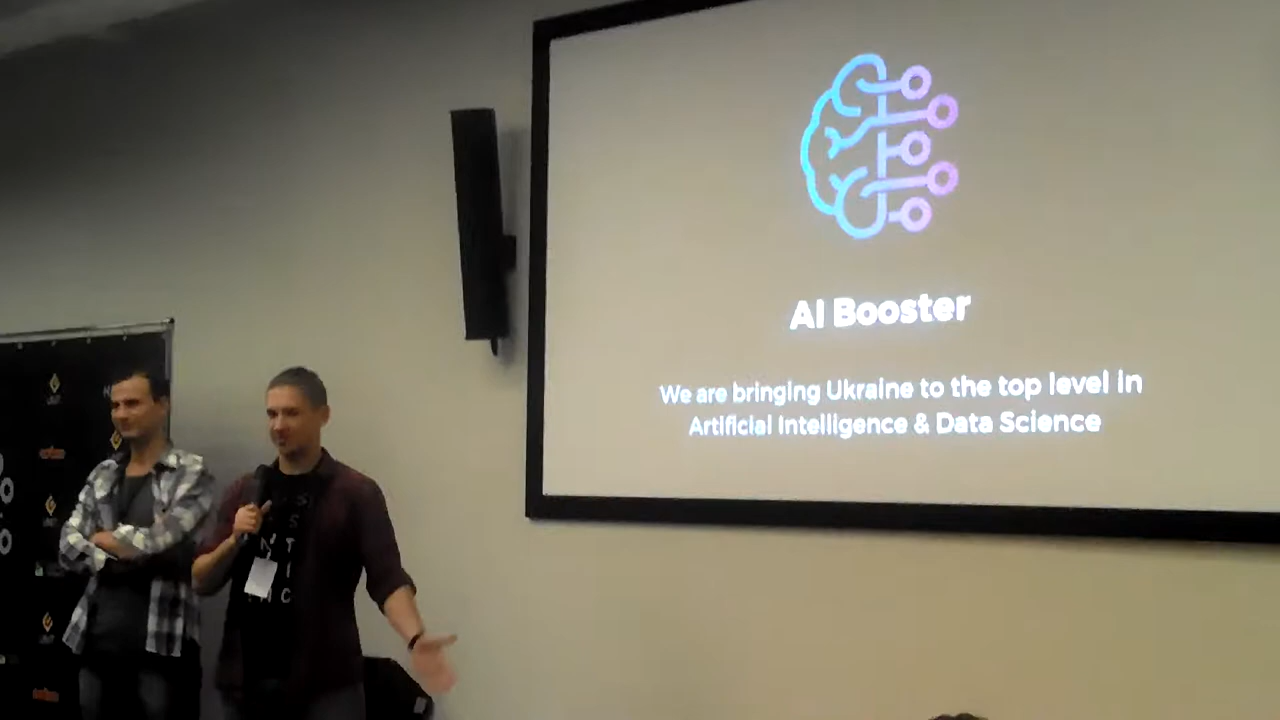 AI Booster
We are bringing Ukraine to the top level in
Artificial Intelligence & Data Science